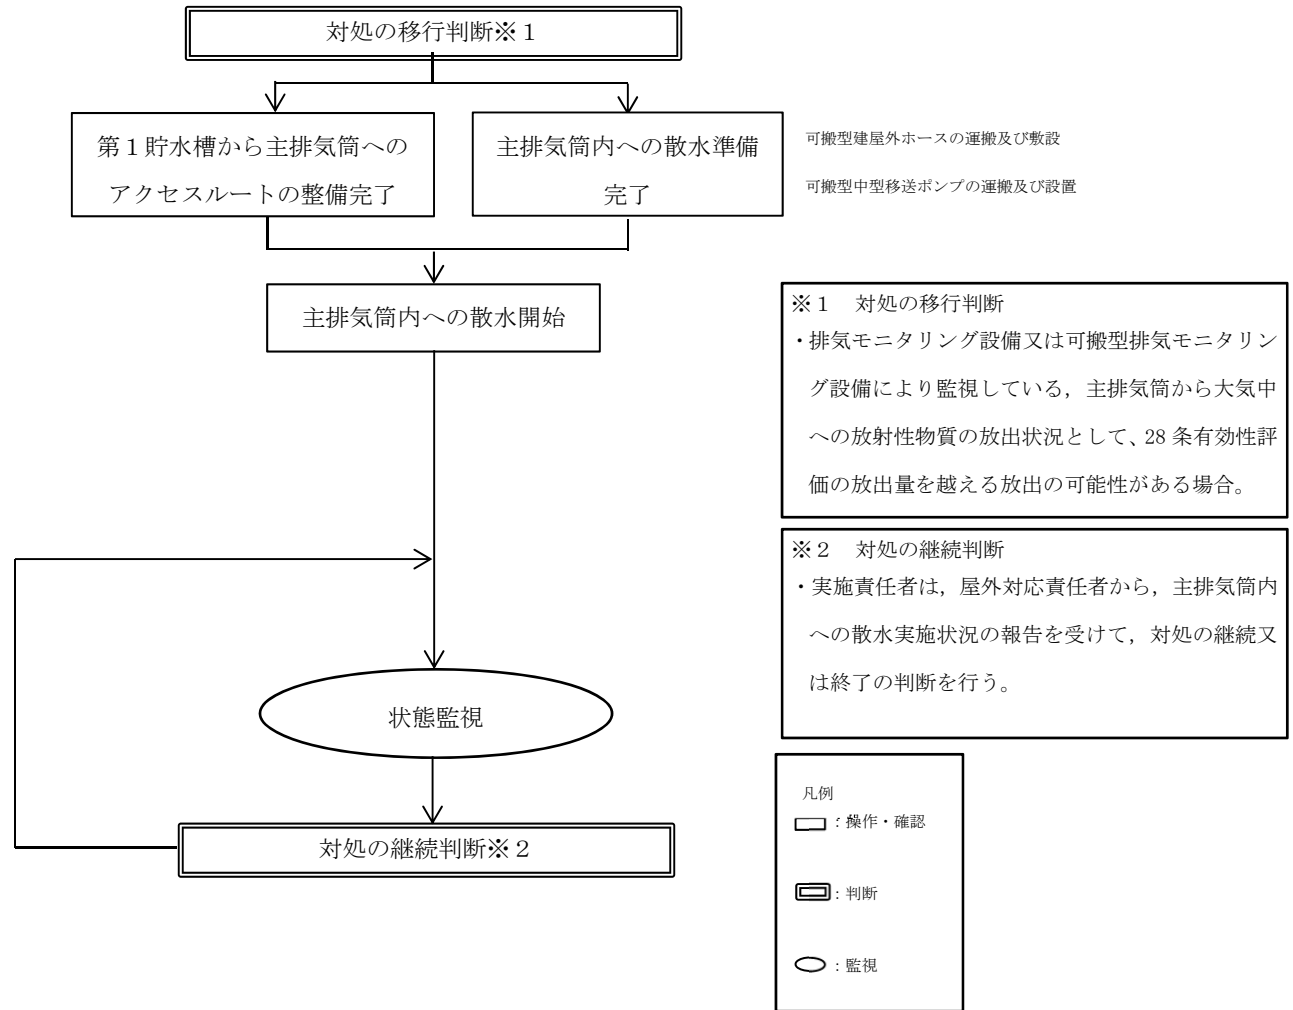 対処の移行判断※１
第１貯水槽から主排気筒への
アクセスルートの整備完了
主排気筒内への散水準備
完了
可搬型建屋外ホースの運搬及び敷設
可搬型中型移送ポンプの運搬及び設置
主排気筒内への散水開始
状態監視
対処の継続判断※２
※１　対処の移行判断
・排気モニタリング設備又は可搬型排気モニタリン
グ設備により監視している，主排気筒から大気中
への放射性物質の放出状況として、28 条有効性評
価の放出量を越える放出の可能性がある場合。
※２　対処の継続判断
・実施責任者は，屋外対応責任者から，主排気筒内
への散水実施状況の報告を受けて，対処の継続又
は終了の判断を行う。
凡例
：操作・確認
：判断
：監視